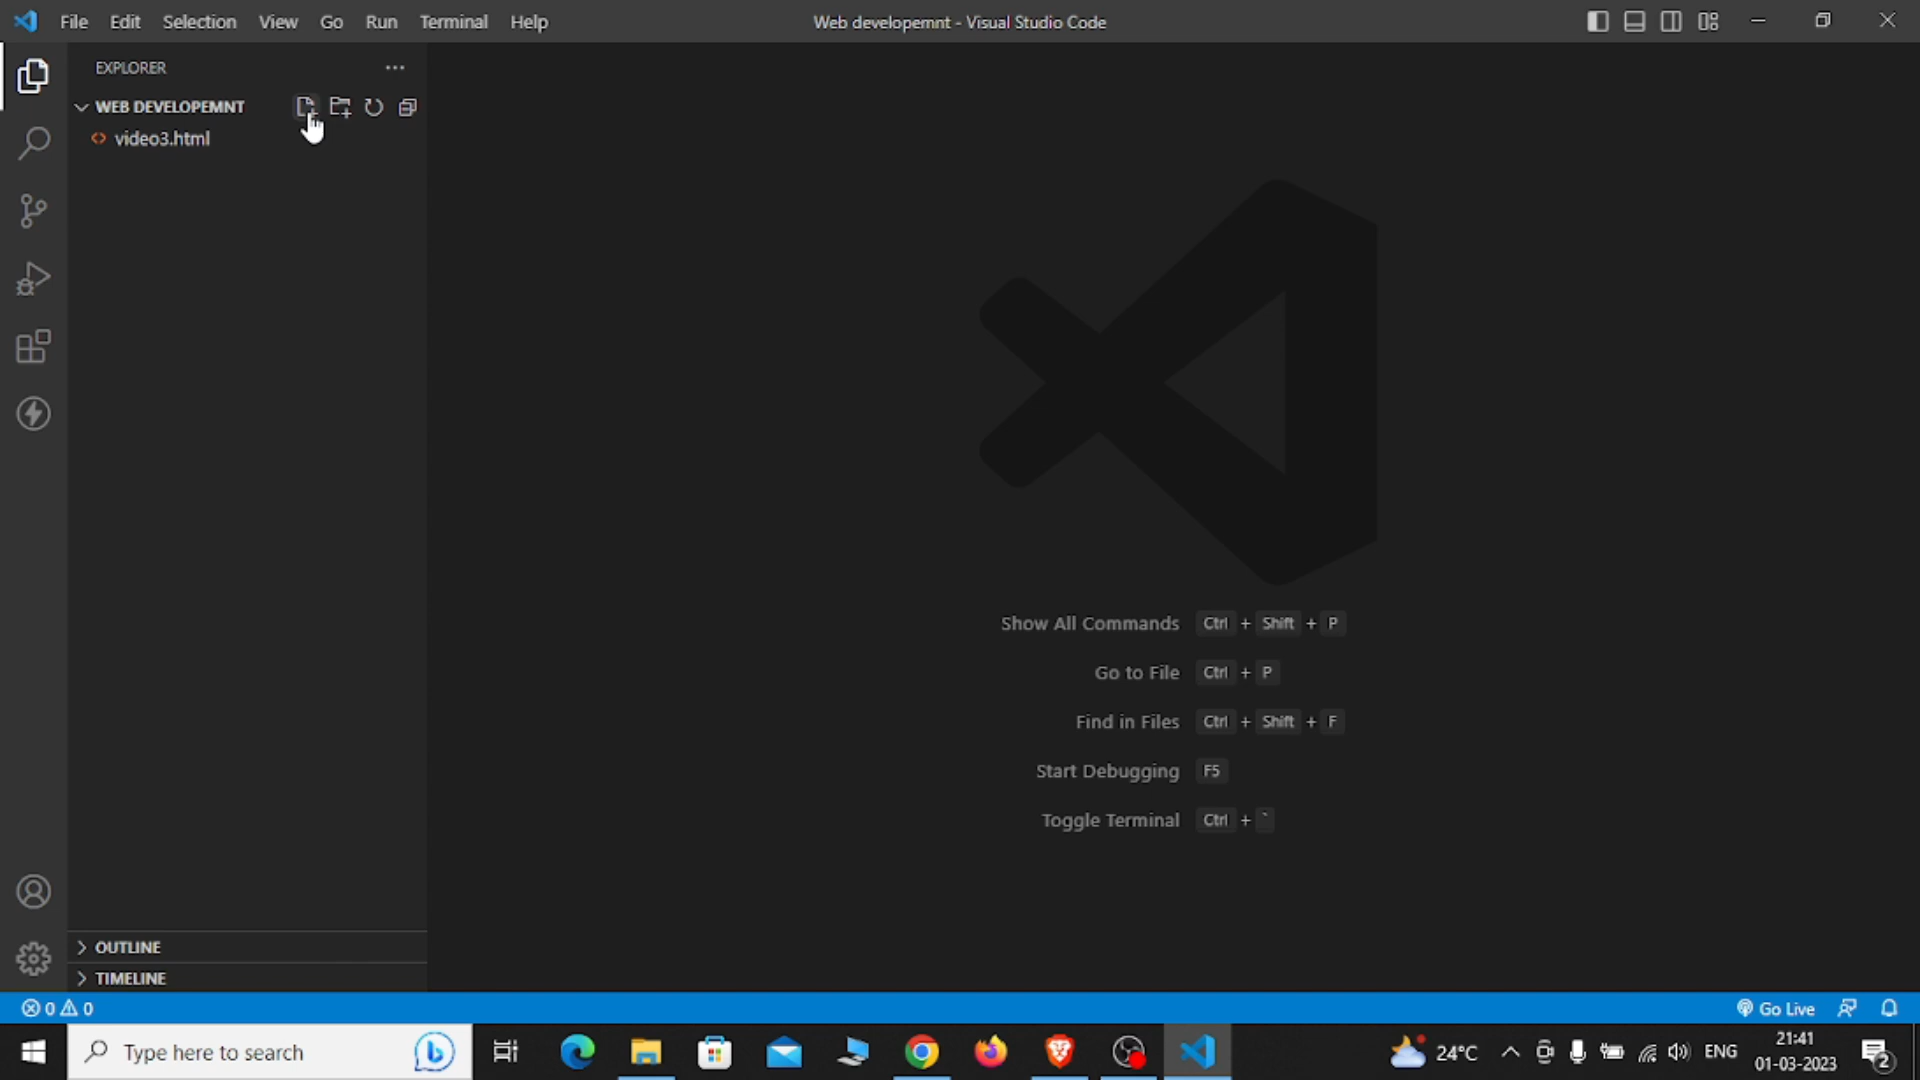 File Edit Selection View Go Run Terminal Help
Web developemnt - Visual Studio Code
EXPLORER
WEB DEVELOPEMNT
video3.html
Show All Commands Ctrl + Shift + P
Go to File Ctrl + P
Find in Files Ctrl + Shift + F
Start Debugging F5
Toggle Terminal Ctrl + `
OUTLINE
TIMELINE
0 0
Go Live
Type here to search
24°C
ENG
21:41
01-03-2023
2